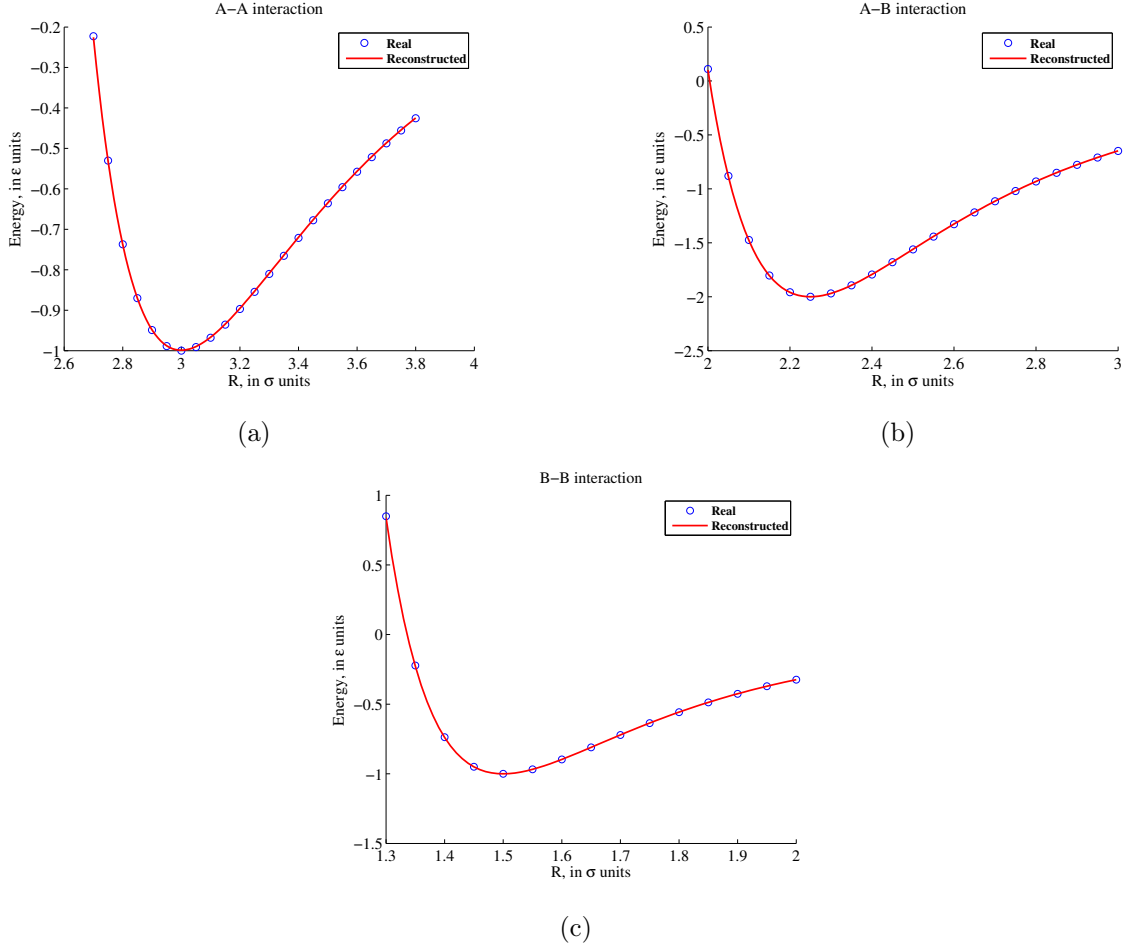 A−A interaction
−0.2
−0.3
−0.4
−0.5
−0.6
−0.7
−0.8
−0.9
−1
2.6 2.8 3 3.2 3.4 3.6 3.8 4
Energy, in ε units
R, in σ units
Real
Reconstructed
(a)
A−B interaction
0.5
0
−0.5
−1
−1.5
−2
−2.5
2 2.2 2.4 2.6 2.8 3
Energy, in ε units
R, in σ units
Real
Reconstructed
(b)
B−B interaction
1
0.5
0
−0.5
−1
−1.5
1.3 1.4 1.5 1.6 1.7 1.8 1.9 2
Energy, in ε units
R, in σ units
Real
Reconstructed
(c)